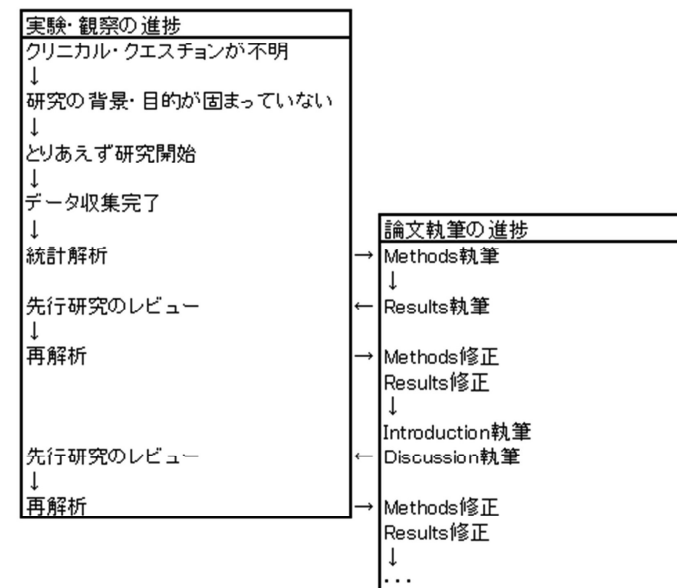 実験・観察の進捗
クリニカル・クエスチョンが不明
↓
研究の背景・目的が固まっていない
↓
とりあえず研究開始
↓
データ収集完了
↓
統計解析
先行研究のレビュー
↓
再解析
先行研究のレビュー
↓
再解析
論文執筆の進捗
→ Methods執筆
↓
← Results執筆
→ Methods修正
Results修正
↓
Introduction執筆
← Discussion執筆
→ Methods修正
Results修正
↓
・・・